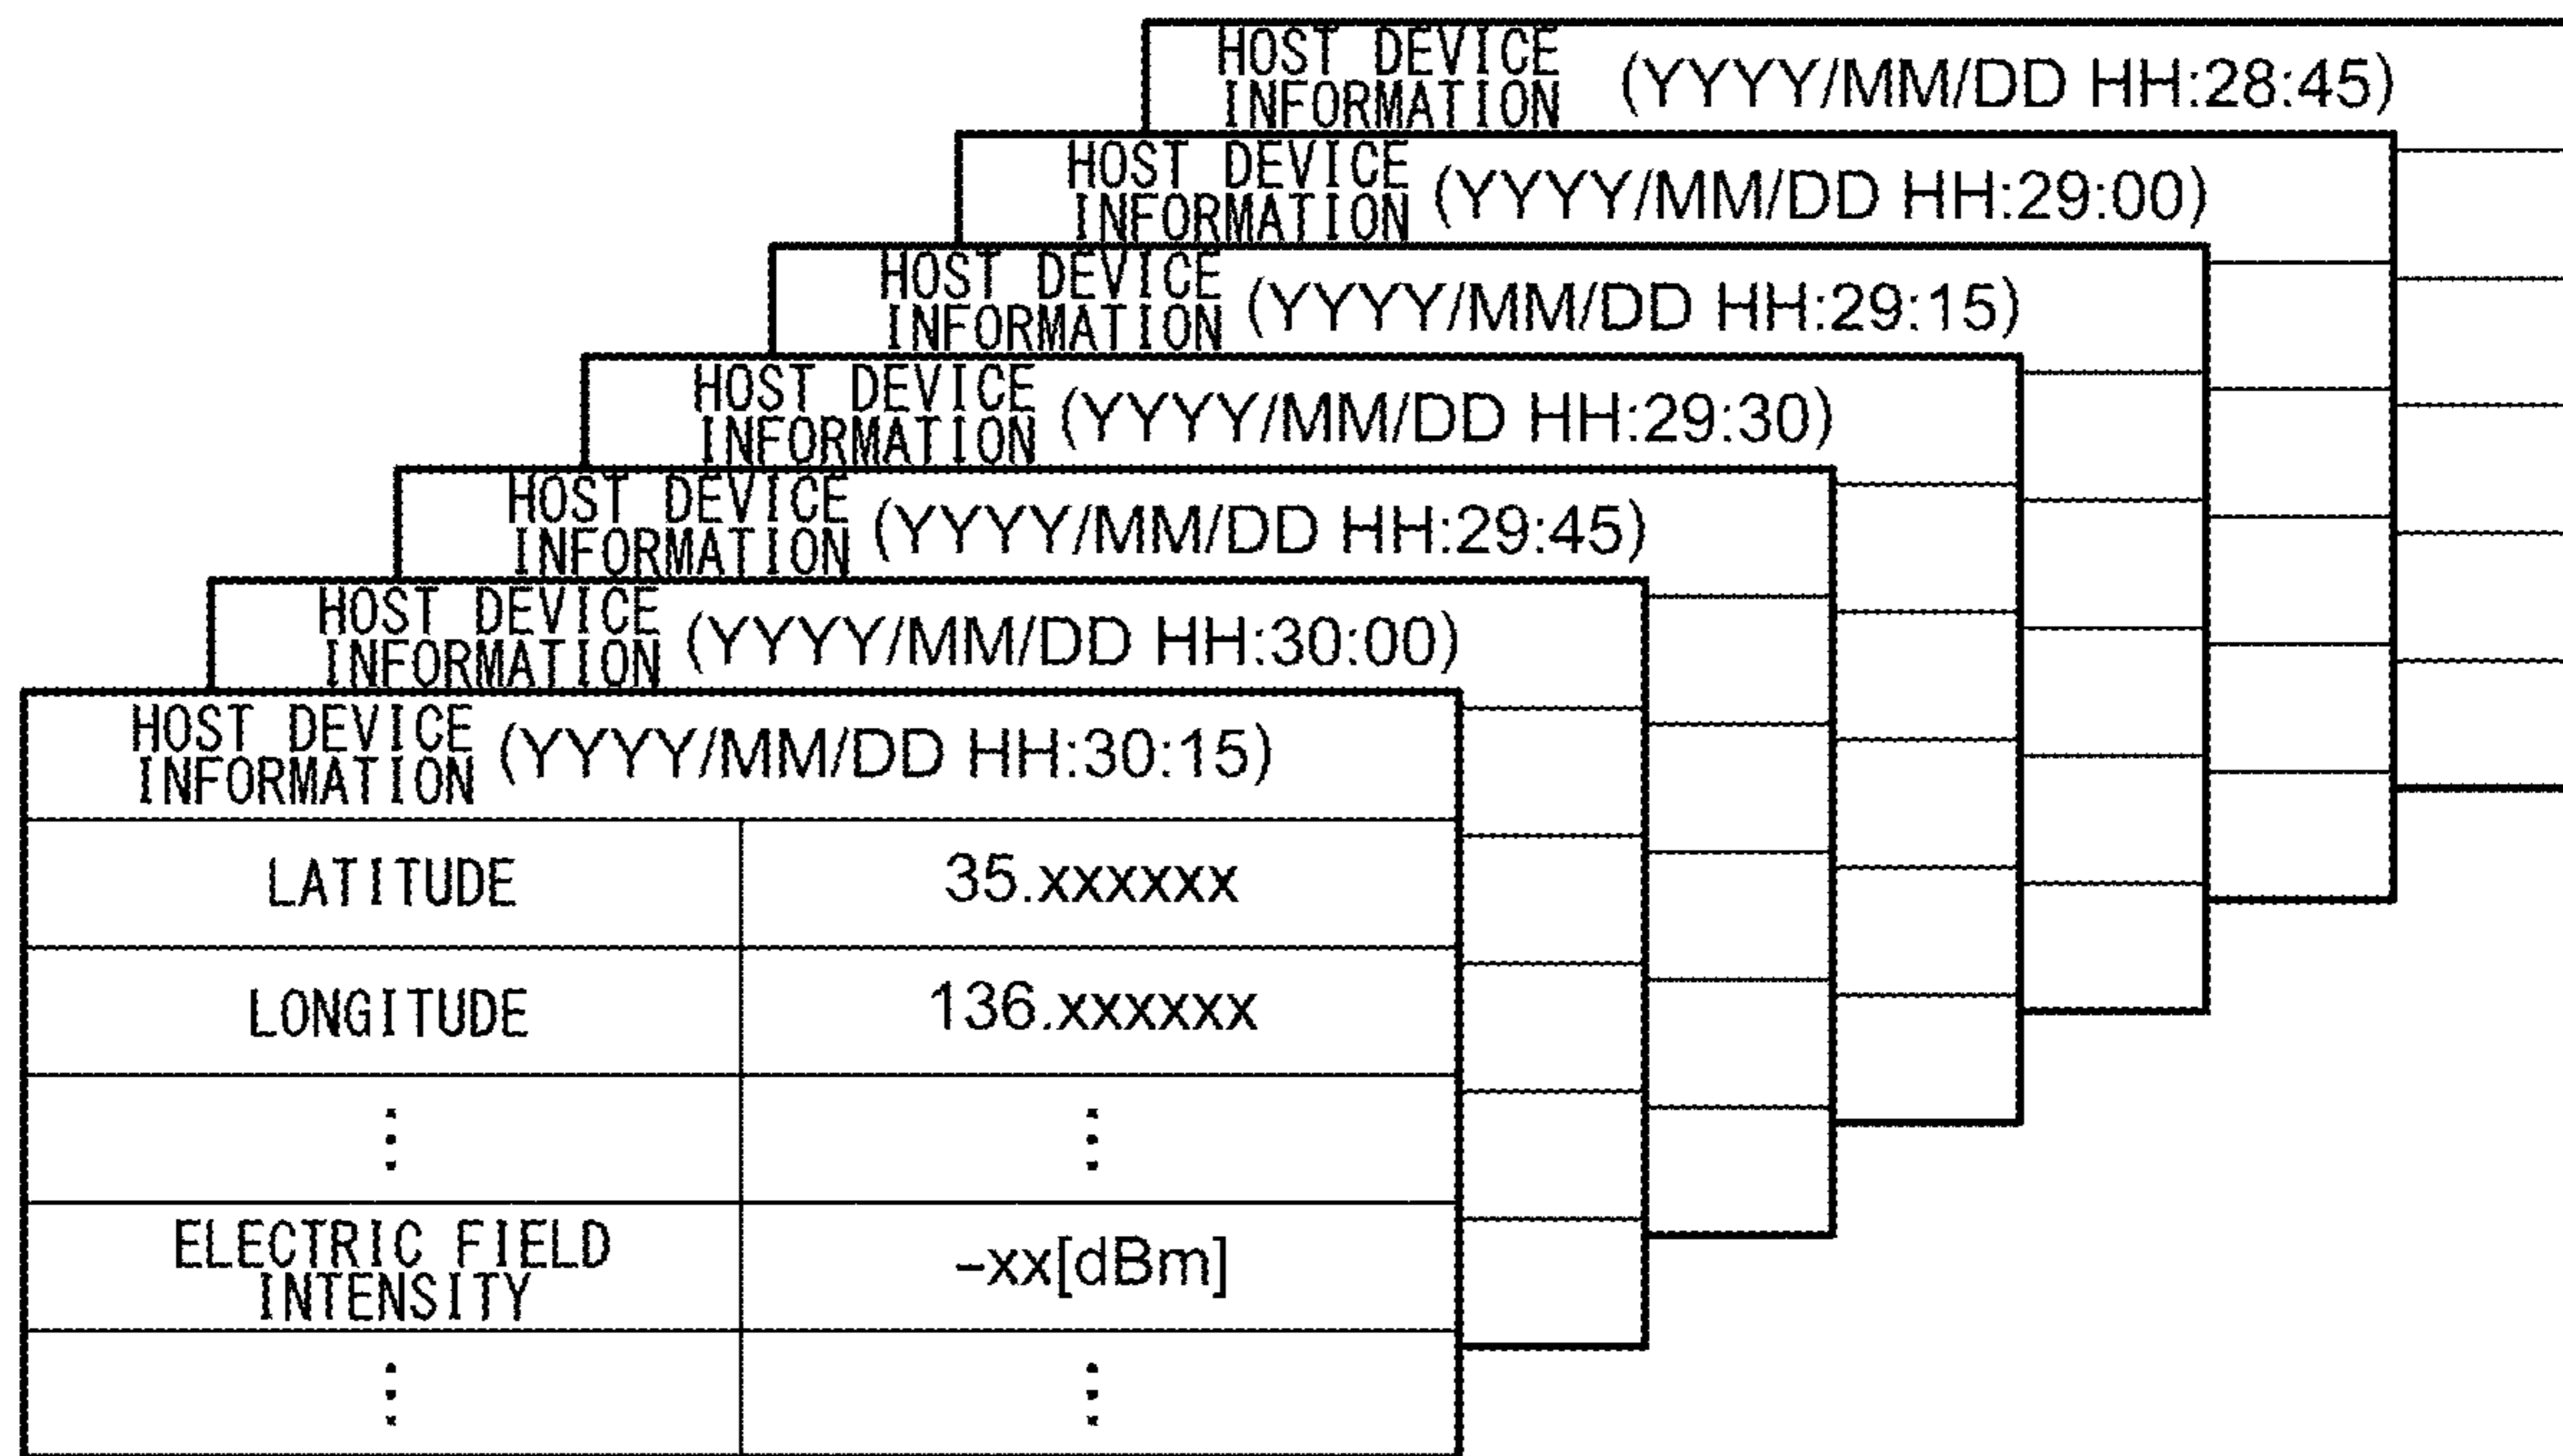 HOST DEVICE
INFORMATION (YYYY/MM/DD HH:28:45)
HOST DEVICE
INFORMATION (YYYY/MM/DD HH:29:00)
HOST DEVICE
INFORMATION (YYYY/MM/DD HH:29:15)
HOST DEVICE
INFORMATION (YYYY/MM/DD HH:29:30)
HOST DEVICE
INFORMATION (YYYY/MM/DD HH:29:45)
HOST DEVICE
INFORMATION (YYYY/MM/DD HH:30:00)
HOST DEVICE
INFORMATION (YYYY/MM/DD HH:30:15)
LATITUDE 35.xxxxxx
LONGITUDE 136.xxxxxx
⋮ ⋮
ELECTRIC FIELD
INTENSITY -xx[dBm]
⋮ ⋮